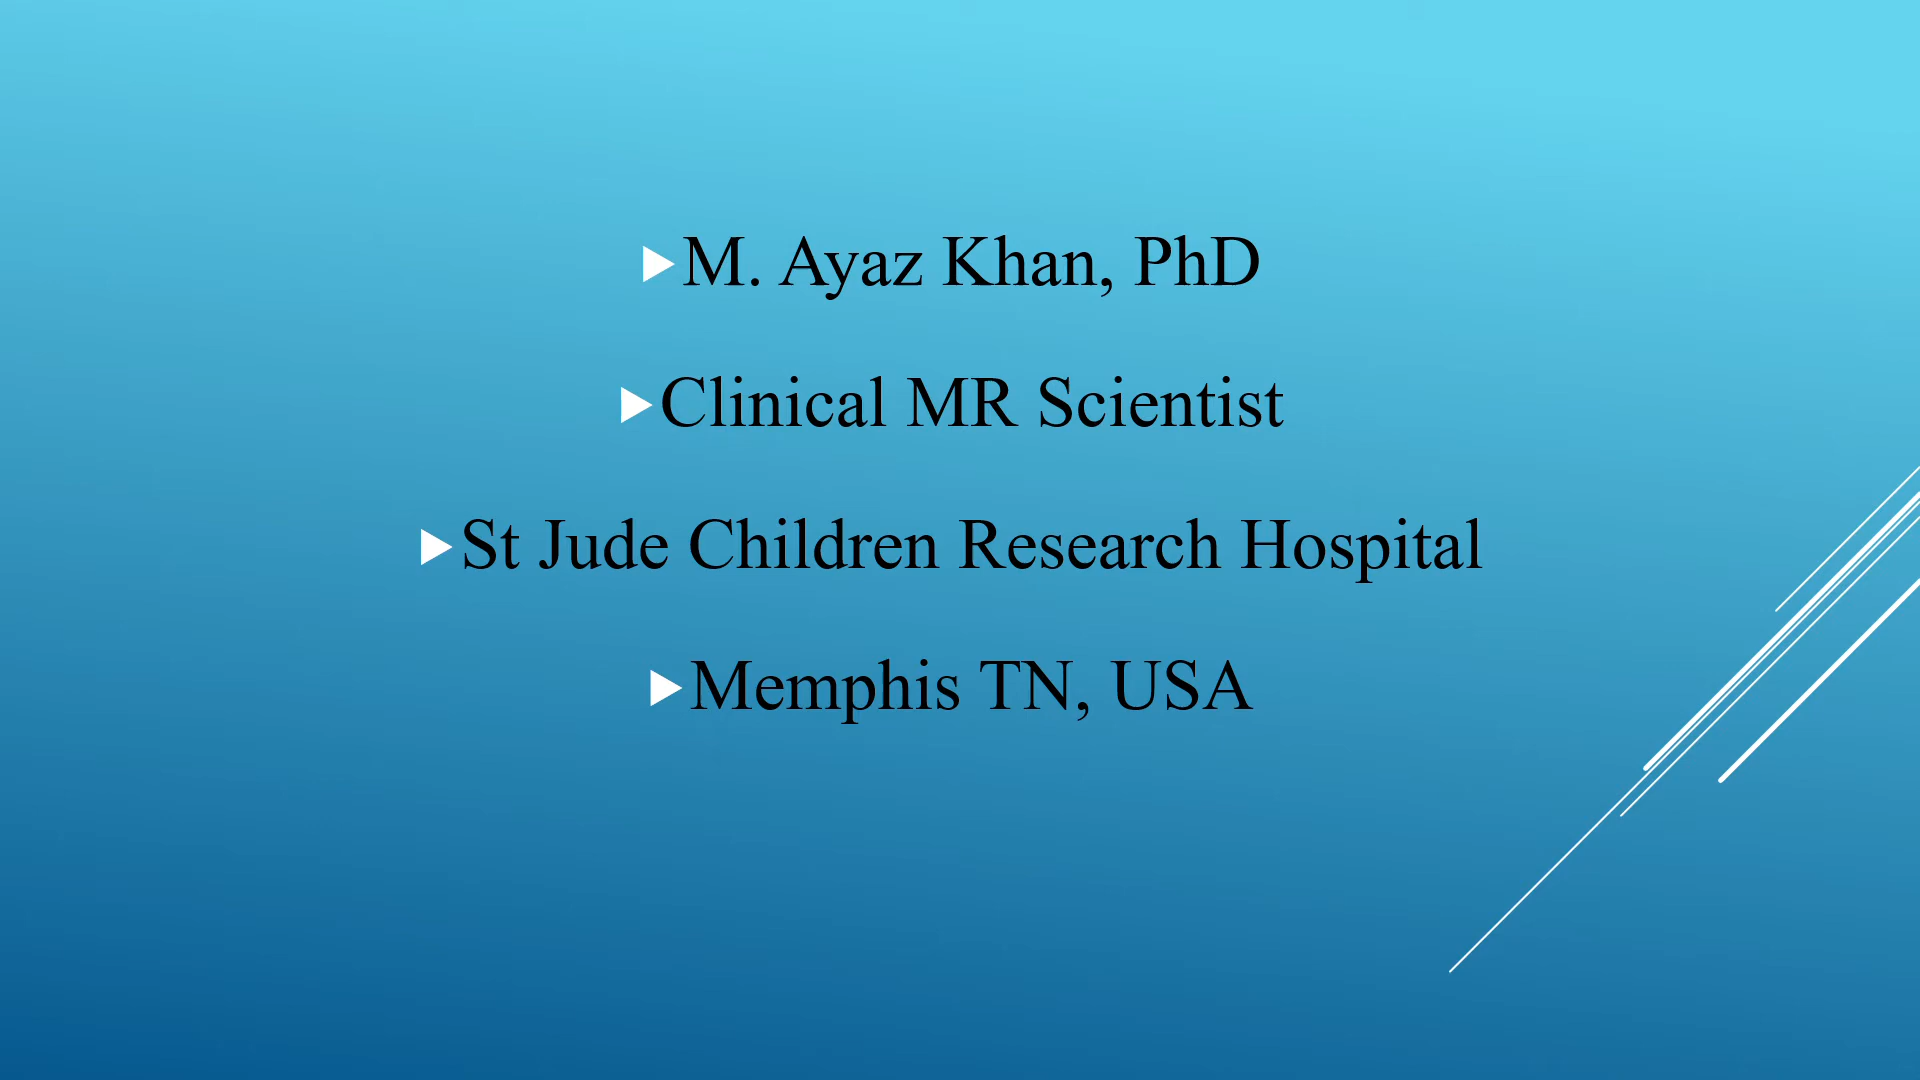 M. Ayaz Khan, PhD
Clinical MR Scientist
St Jude Children Research Hospital
Memphis TN, USA